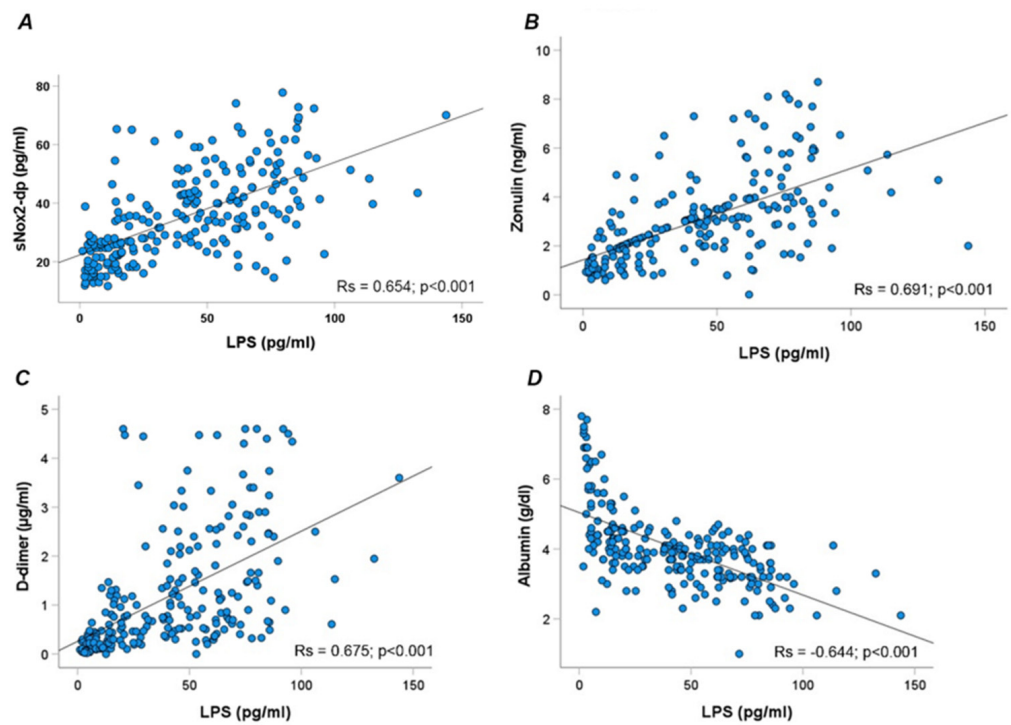 A
B
80
60
40
20
sNox2-dp (pg/ml)
Rs = 0.654; p<0.001
0 50 100 150
LPS (pg/ml)
10
8
6
4
2
0
Zonulin (ng/ml)
Rs = 0.691; p<0.001
0 50 100 150
LPS (pg/ml)
C
D
5
4
3
2
1
0
D-dimer (μg/ml)
Rs = 0.675; p<0.001
0 50 100 150
LPS (pg/ml)
8
6
4
2
Albumin (g/dl)
Rs = -0.644; p<0.001
0 50 100 150
LPS (pg/ml)